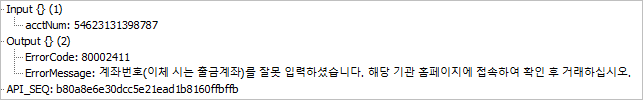 Input {} (1)
acctNum: 54623131398787
Output {} (2)
ErrorCode: 80002411
ErrorMessage: 계좌번호(이체 시는 출금계좌)를 잘못 입력하셨습니다. 해당 기관 홈페이지에 접속하여 확인 후 거래하십시오.
API_SEQ: b80a8e6e30dcc5e21ead1b8160ffbffb